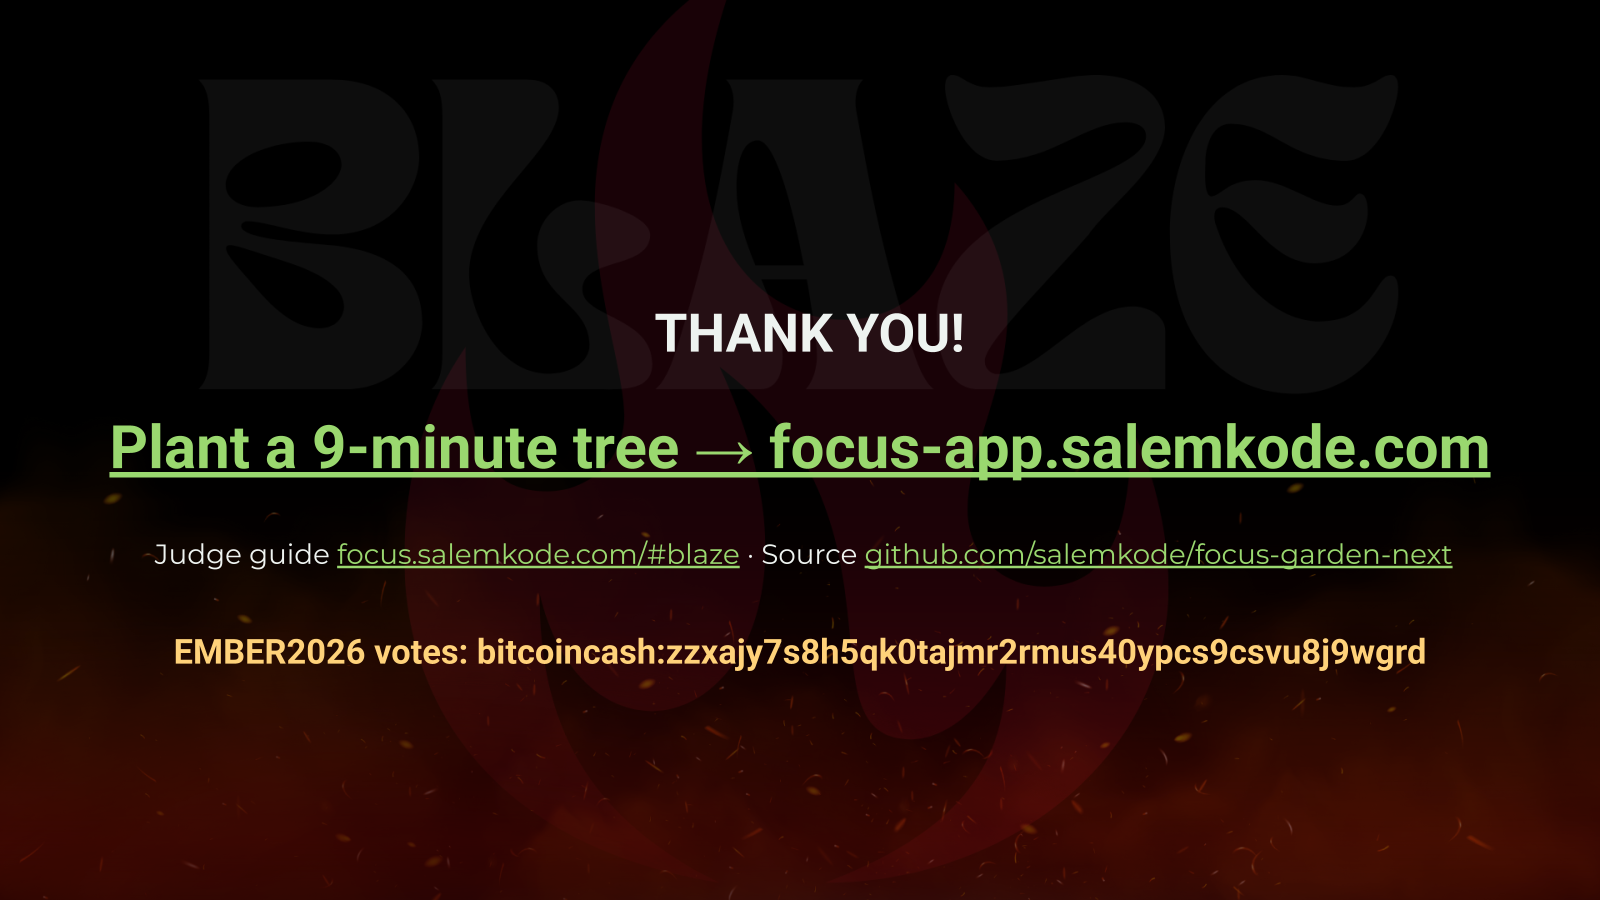 BLAZE
THANK YOU!
Plant a 9-minute tree → focus-app.salemkode.com
Judge guide focus.salemkode.com/#blaze · Source github.com/salemkode/focus-garden-next
EMBER2026 votes: bitcoincash:zzxajy7s8h5qk0tajmr2rmus40ypcs9csvu8j9wgrd